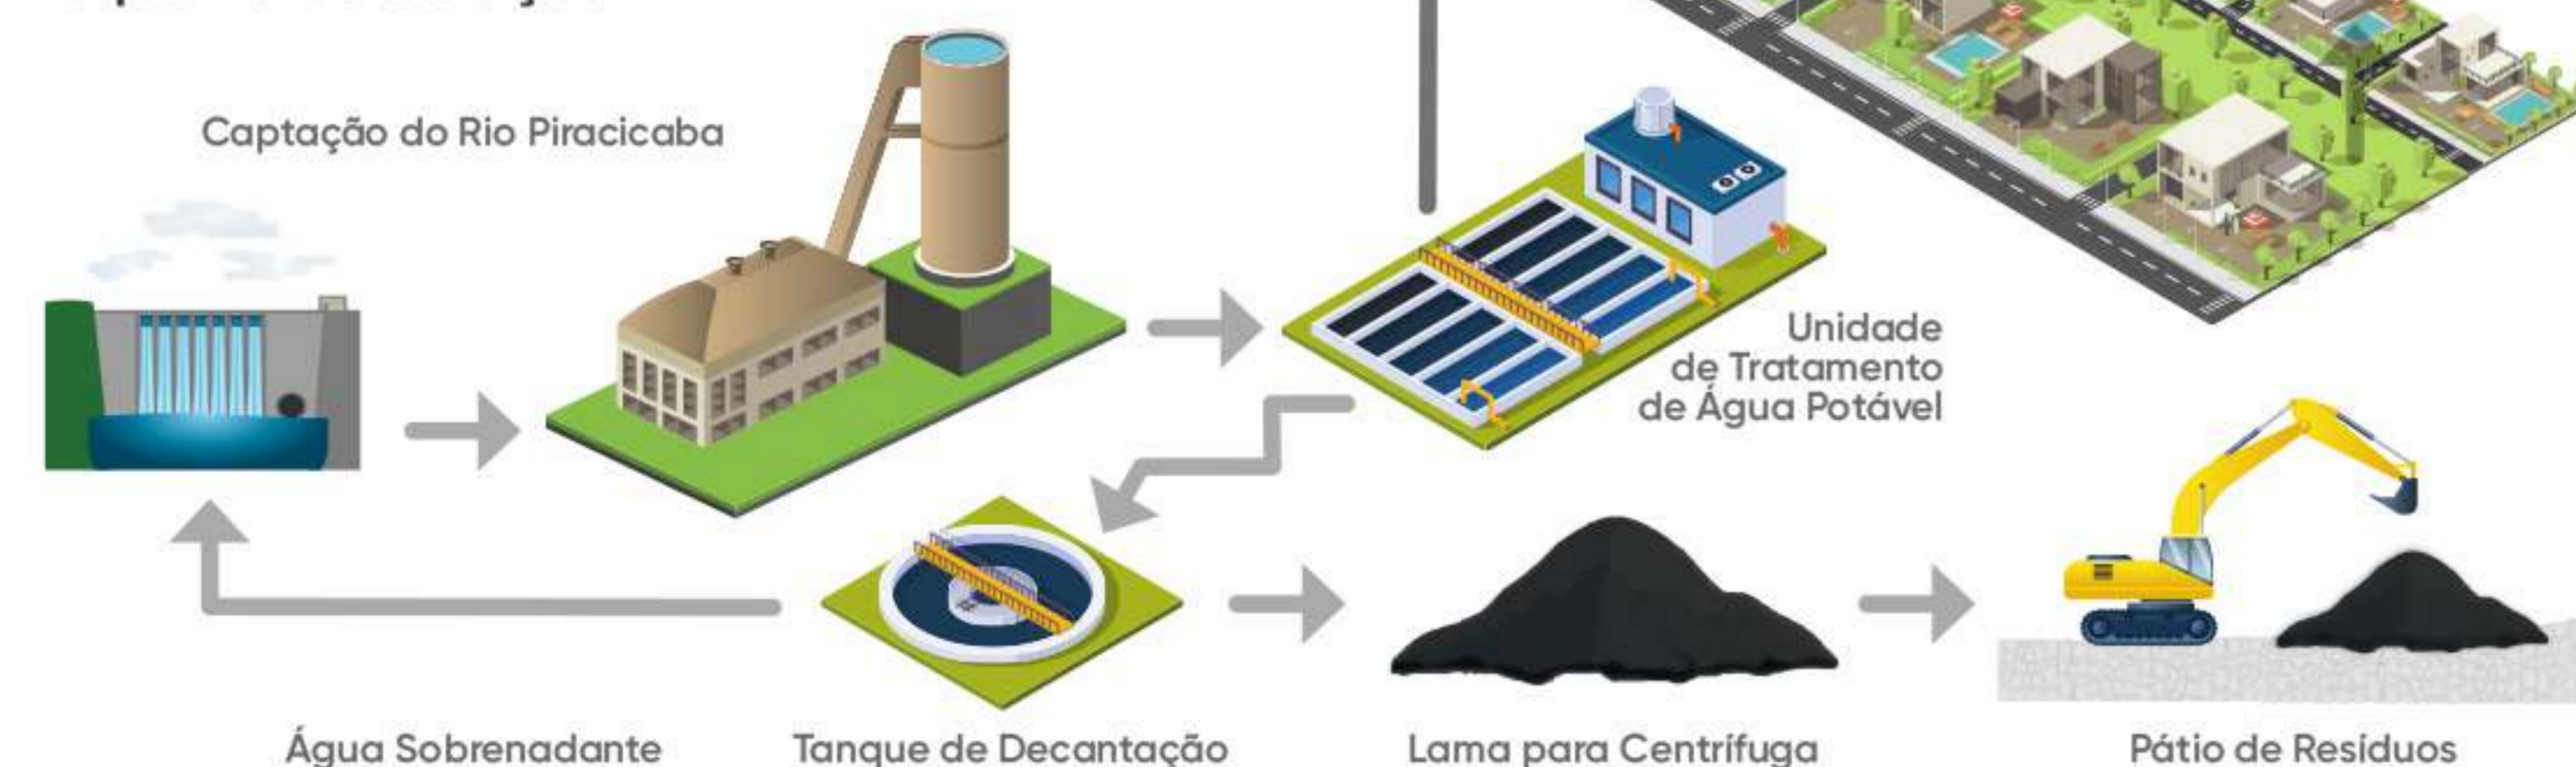 Captação do Rio Piracicaba
Unidade
de Tratamento
de Água Potável
Água Sobrenadante
Tanque de Decantação
Lama para Centrífuga
Pátio de Resíduos